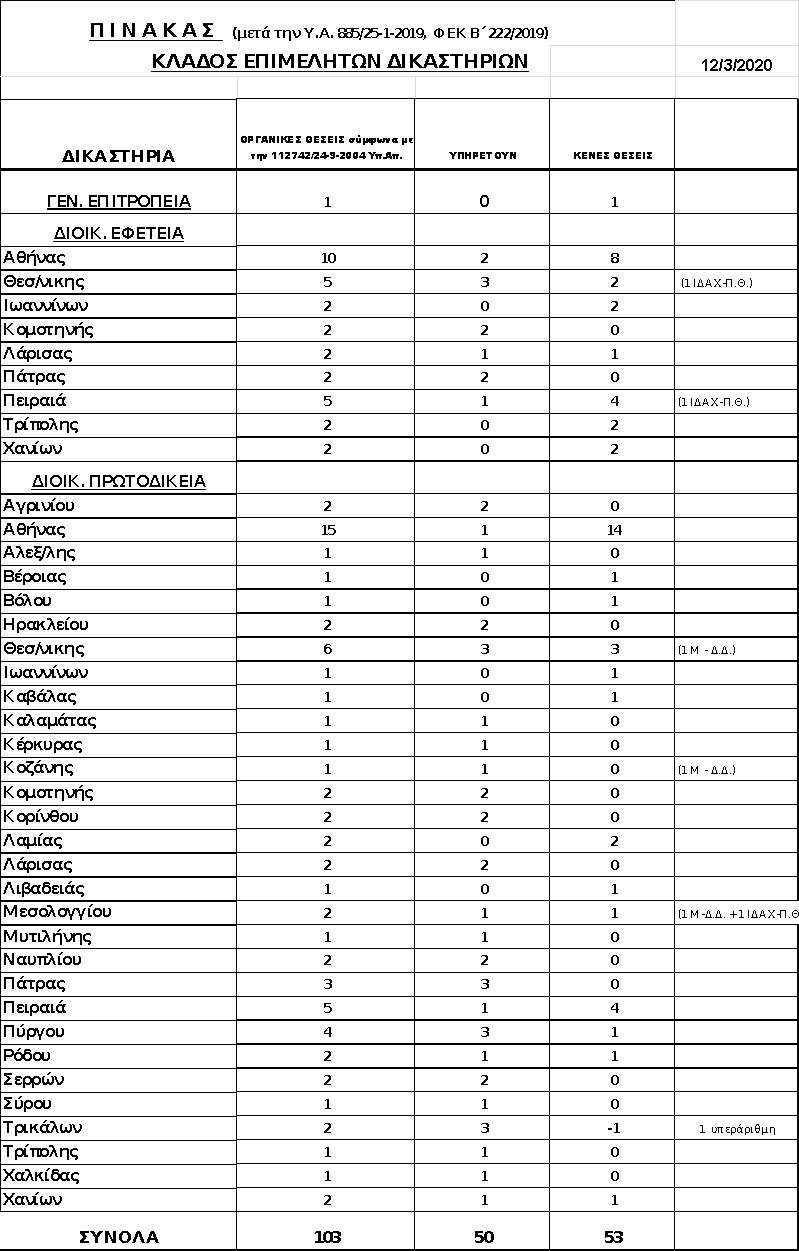 Π Ι Ν Α Κ Α Σ (μετά την Υ.Α. 885/25-1-2019, ΦΕΚ Β΄ 222/2019)
ΚΛΑΔΟΣ ΕΠΙΜΕΛΗΤΩΝ ΔΙΚΑΣΤΗΡΙΩΝ 12/3/2020
ΟΡΓΑΝΙΚΕΣ ΘΕΣΕΙΣ σύμφωνα με
ΔΙΚΑΣΤΗΡΙΑ την 112742/24-9-2004 Υπ.Απ. ΥΠΗΡΕΤΟΥΝ ΚΕΝΕΣ ΘΕΣΕΙΣ
ΓΕΝ. ΕΠΙΤΡΟΠΕΙΑ 1 0 1
ΔΙΟΙΚ. ΕΦΕΤΕΙΑ
Αθήνας 10 2 8
Θεσ/νικης 5 3 2 (1 ΙΔΑΧ-Π.Θ.)
Ιωαννίνων 2 0 2
Κομοτηνής 2 2 0
Λάρισας 2 1 1
Πάτρας 2 2 0
Πειραιά 5 1 4 (1 ΙΔΑΧ-Π.Θ.)
Τρίπολης 2 0 2
Χανίων 2 0 2
ΔΙΟΙΚ. ΠΡΩΤΟΔΙΚΕΙΑ
Αγρινίου 2 2 0
Αθήνας 15 1 14
Αλεξ/λης 1 1 0
Βέροιας 1 0 1
Βόλου 1 0 1
Ηρακλείου 2 2 0
Θεσ/νικης 6 3 3 (1 Μ - Δ.Δ.)
Ιωαννίνων 1 0 1
Καβάλας 1 0 1
Καλαμάτας 1 1 0
Κέρκυρας 1 1 0
Κοζάνης 1 1 0 (1 Μ - Δ.Δ.)
Κομοτηνής 2 2 0
Κορίνθου 2 2 0
Λαμίας 2 0 2
Λάρισας 2 2 0
Λιβαδειάς 1 0 1
Μεσολογγίου 2 1 1 (1 Μ-Δ.Δ. +1 ΙΔΑΧ-Π.Θ
Μυτιλήνης 1 1 0
Ναυπλίου 2 2 0
Πάτρας 3 3 0
Πειραιά 5 1 4
Πύργου 4 3 1
Ρόδου 2 1 1
Σερρών 2 2 0
Σύρου 1 1 0
Τρικάλων 2 3 -1 1 υπεράριθμη
Τρίπολης 1 1 0
Χαλκίδας 1 1 0
Χανίων 2 1 1
ΣΥΝΟΛΑ 103 50 53